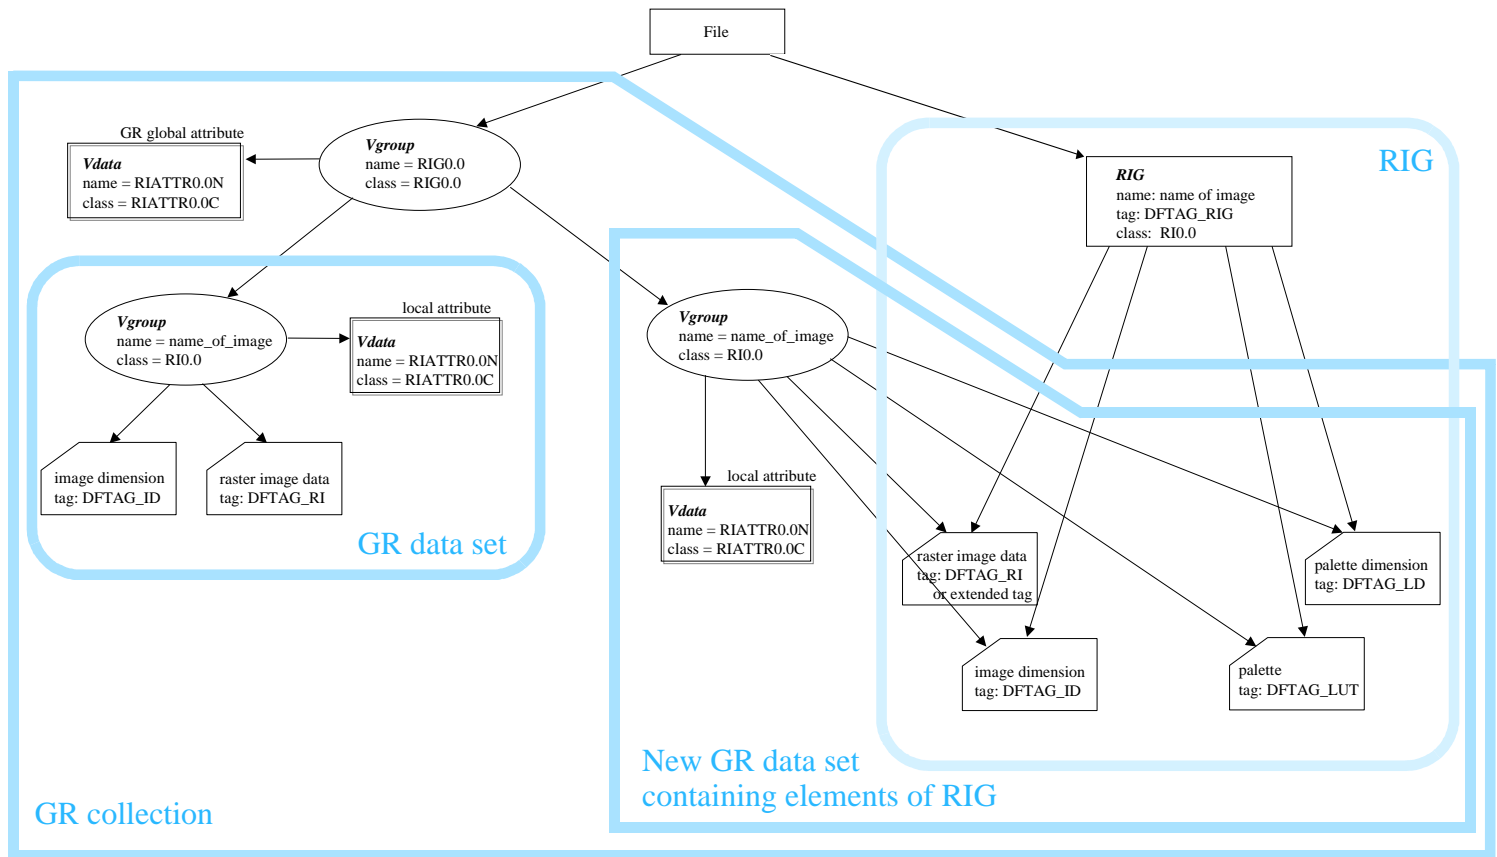 File
GR global attribute
Vdata
name = RIATTR0.0N
class = RIATTR0.0C
Vgroup
name = RIG0.0
class = RIG0.0
RIG
RIG
name: name of image
tag: DFTAG_RIG
class:  RI0.0
Vgroup
name = name_of_image
class = RI0.0
local attribute
Vdata
name = RIATTR0.0N
class = RIATTR0.0C
image dimension
tag: DFTAG_ID
raster image data
tag: DFTAG_RI
GR data set
Vgroup
name = name_of_image
class = RI0.0
local attribute
Vdata
name = RIATTR0.0N
class = RIATTR0.0C
raster image data
tag: DFTAG_RI
or extended tag
palette dimension
tag: DFTAG_LD
image dimension
tag: DFTAG_ID
palette
tag: DFTAG_LUT
New GR data set
containing elements of RIG
GR collection